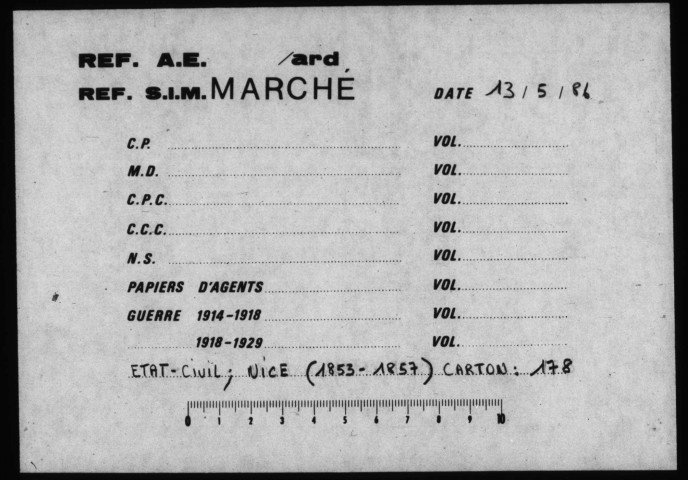 REF. A.E. /ard
REF. S.I.M. MARCHÉ DATE 13/5/86
C.P. VOL.
M.D. VOL.
C.P.C. VOL.
C.C.C. VOL.
N.S. VOL.
PAPIERS D'AGENTS VOL.
GUERRE 1914-1918 VOL.
1918-1929 VOL.
ETAT-CIVIL; NICE (1853-1857) CARTON: 178
0 1 2 3 4 5 6 7 8 9 10